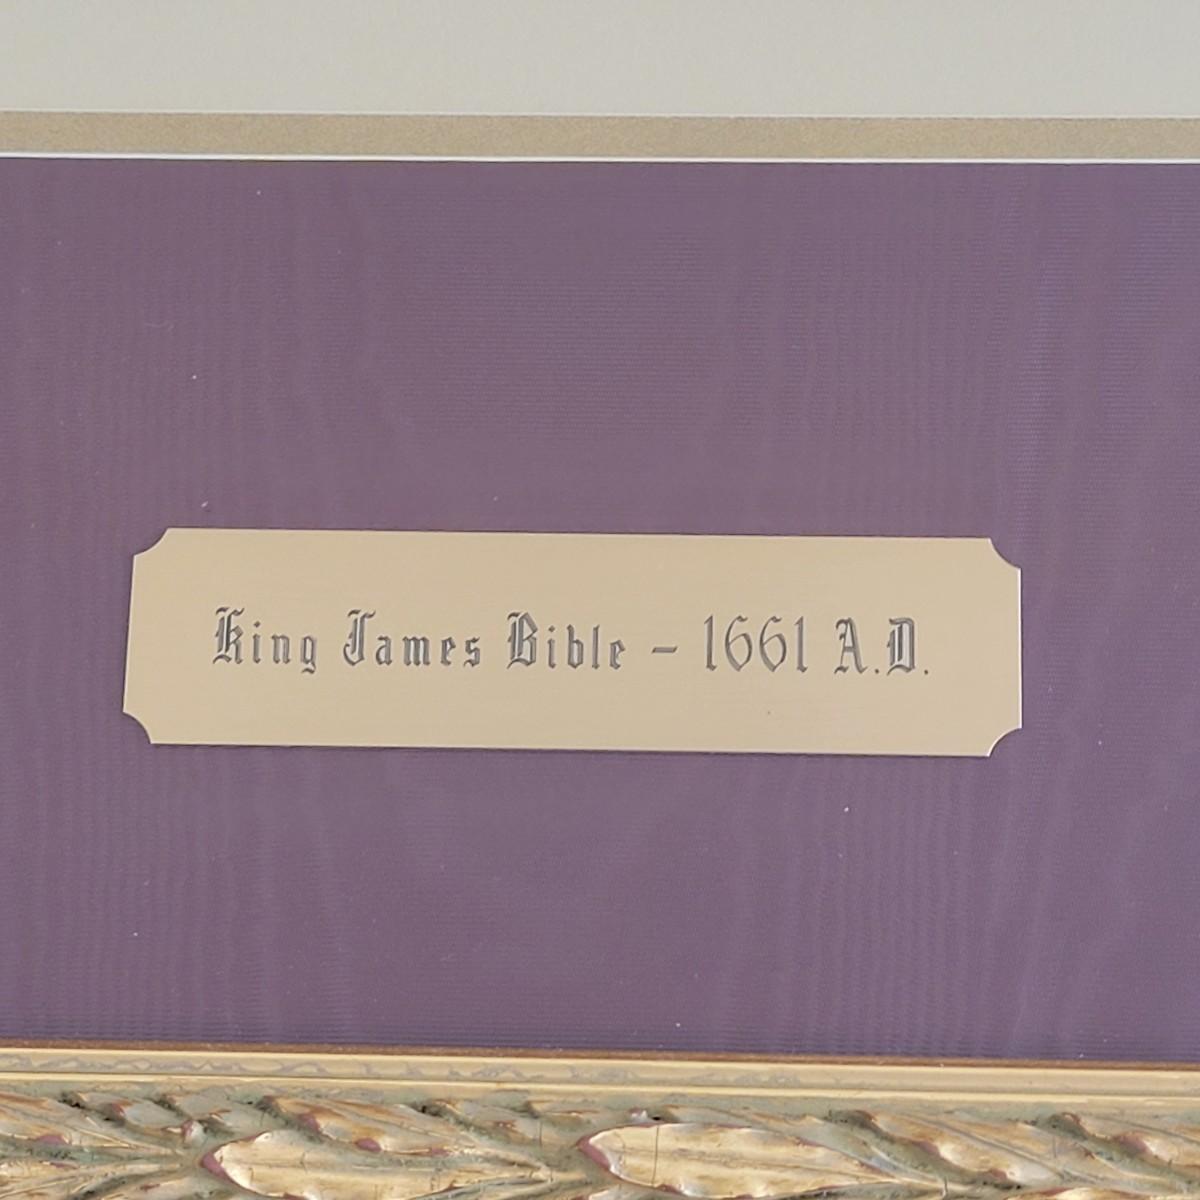 King James Bible - 1661 A.D.